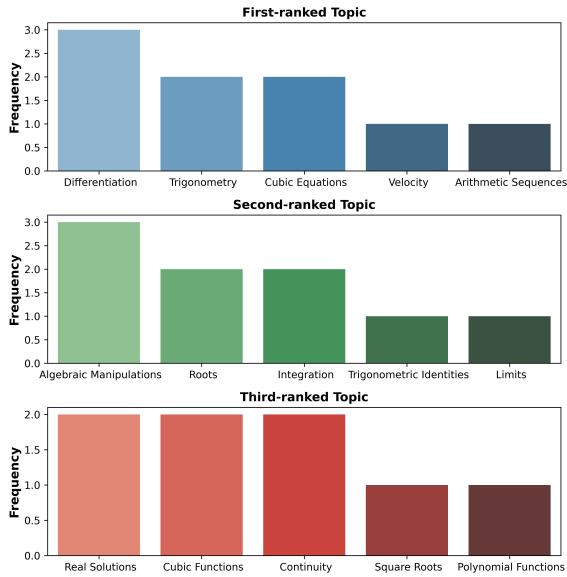 First-ranked Topic
Frequency
3.0
2.5
2.0
1.5
1.0
0.5
0.0
Differentiation Trigonometry Cubic Equations Velocity Arithmetic Sequences
Second-ranked Topic
Frequency
3.0
2.5
2.0
1.5
1.0
0.5
0.0
Algebraic Manipulations Roots Integration Trigonometric Identities Limits
Third-ranked Topic
Frequency
2.0
1.5
1.0
0.5
0.0
Real Solutions Cubic Functions Continuity Square Roots Polynomial Functions